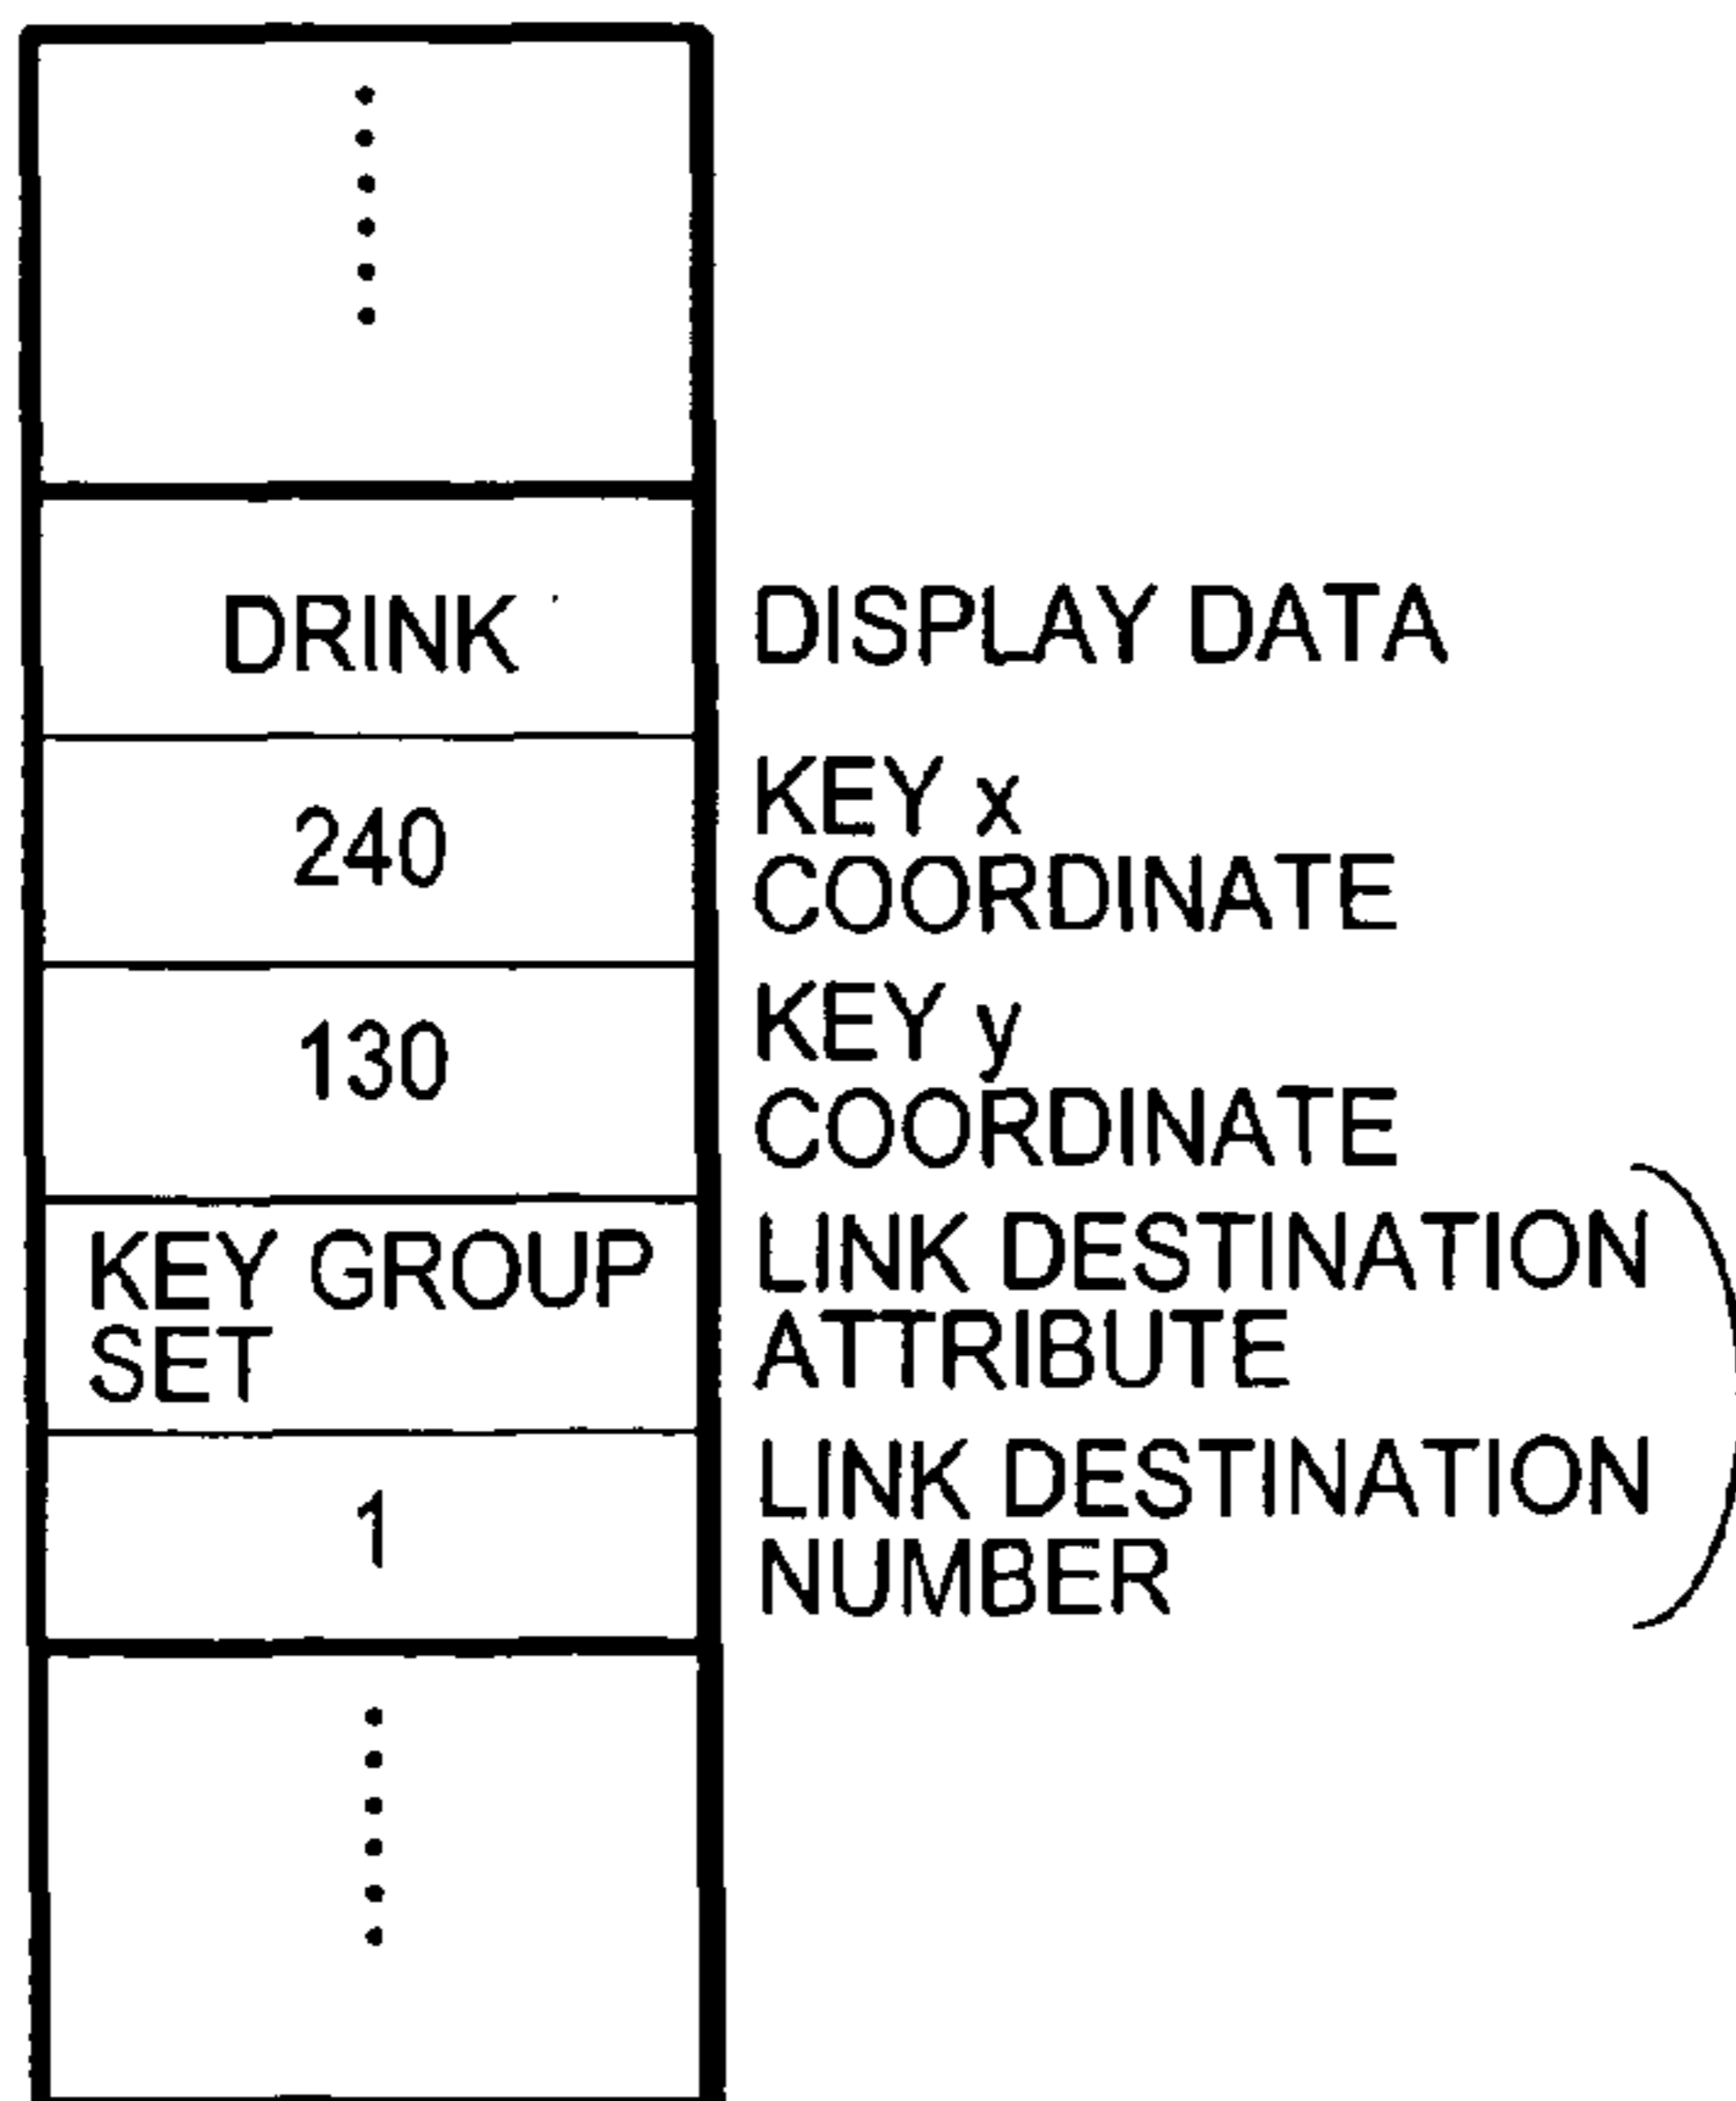 DRINK DISPLAY DATA
240 KEY x
COORDINATE
130 KEY y
COORDINATE
KEY GROUP LINK DESTINATION
SET ATTRIBUTE
1 LINK DESTINATION
NUMBER